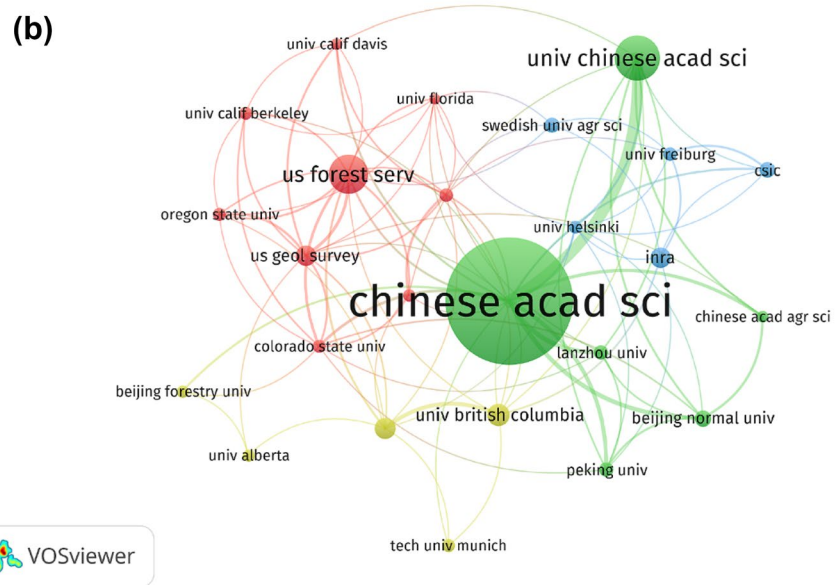 (b)
univ calif davis
univ chinese acad sci
univ florida
univ calif berkeley
swedish univ agr sci
univ freiburg
csic
us forest serv
oregon state univ
univ helsinki
us geol survey
inra
chinese acad sci
chinese acad agr sci
colorado state univ
lanzhou univ
beijing forestry univ
univ british columbia
beijing normal univ
univ alberta
peking univ
tech univ munich
VOSviewer